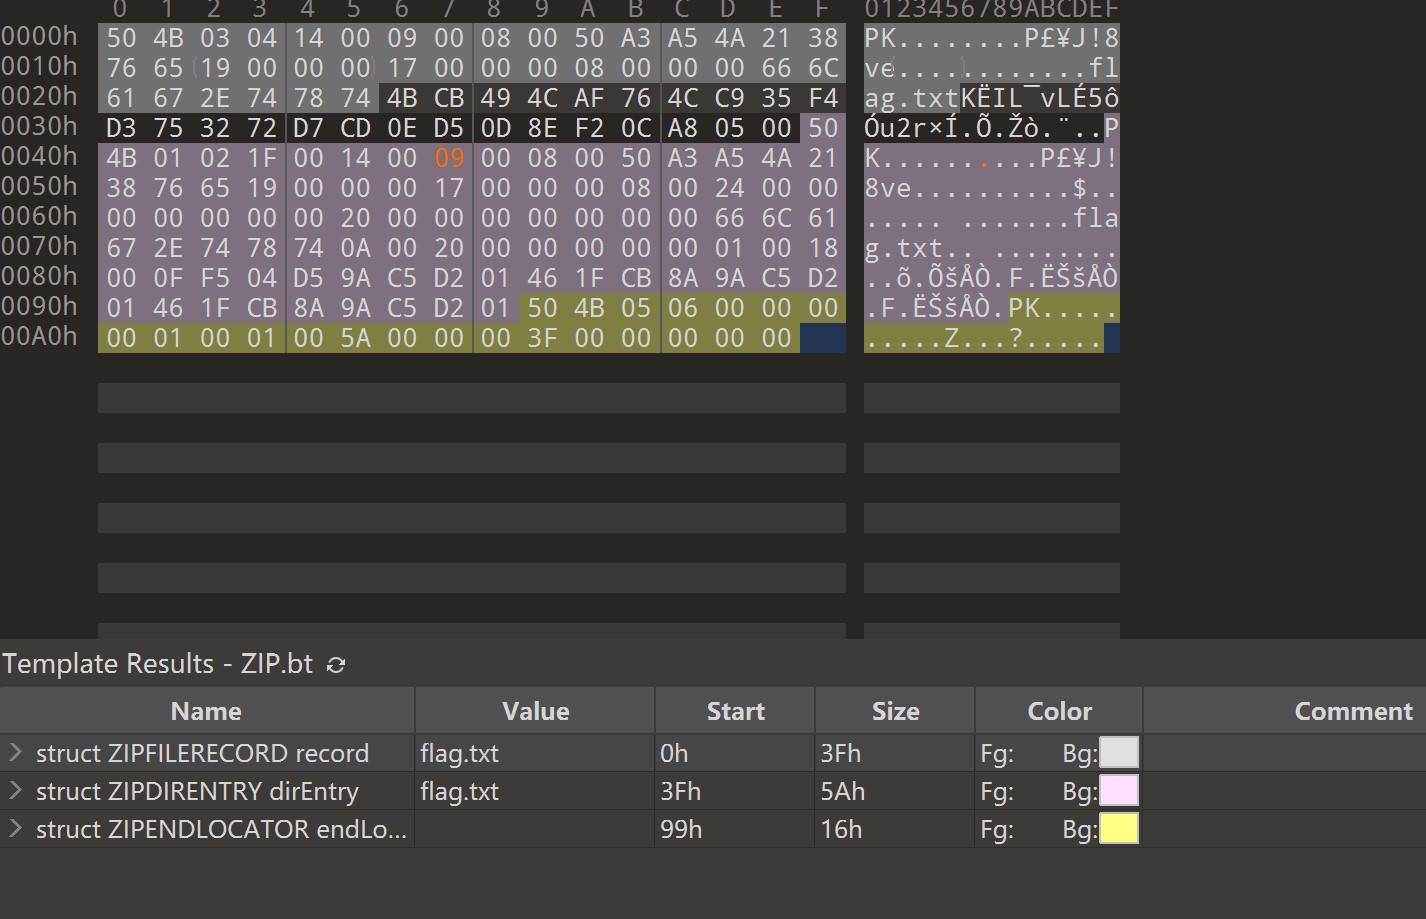 0 1 2 3 4 5 6 7 8 9 A B C D E F 0123456789ABCDEF
0000h 50 4B 03 04 14 00 09 00 08 00 50 A3 A5 4A 21 38 PK........P£¥J!8
0010h 76 65 19 00 00 00 17 00 00 00 08 00 00 00 66 6C ve............fl
0020h 61 67 2E 74 78 74 4B CB 49 4C AF 76 4C C9 35 F4 ag.txtKËIL¯vLÉ5ô
0030h D3 75 32 72 D7 CD 0E D5 0D 8E F2 0C A8 05 00 50 Óu2r×Í.Õ.Žò.¨..P
0040h 4B 01 02 1F 00 14 00 09 00 08 00 50 A3 A5 4A 21 K..........P£¥J!
0050h 38 76 65 19 00 00 00 17 00 00 00 08 00 24 00 00 8ve..........$..
0060h 00 00 00 00 00 20 00 00 00 00 00 00 00 66 6C 61 ..... .......fla
0070h 67 2E 74 78 74 0A 00 20 00 00 00 00 00 01 00 18 g.txt.. ........
0080h 00 0F F5 04 D5 9A C5 D2 01 46 1F CB 8A 9A C5 D2 ..õ.ÕšÅÒ.F.ËŠšÅÒ
0090h 01 46 1F CB 8A 9A C5 D2 01 50 4B 05 06 00 00 00 .F.ËŠšÅÒ.PK.....
00A0h 00 01 00 01 00 5A 00 00 00 3F 00 00 00 00 00 .....Z...?.....
Template Results - ZIP.bt
Name Value Start Size Color Comment
struct ZIPFILERECORD record flag.txt 0h 3Fh Fg: Bg:
struct ZIPDIRENTRY dirEntry flag.txt 3Fh 5Ah Fg: Bg:
struct ZIPENDLOCATOR endLo... 99h 16h Fg: Bg: